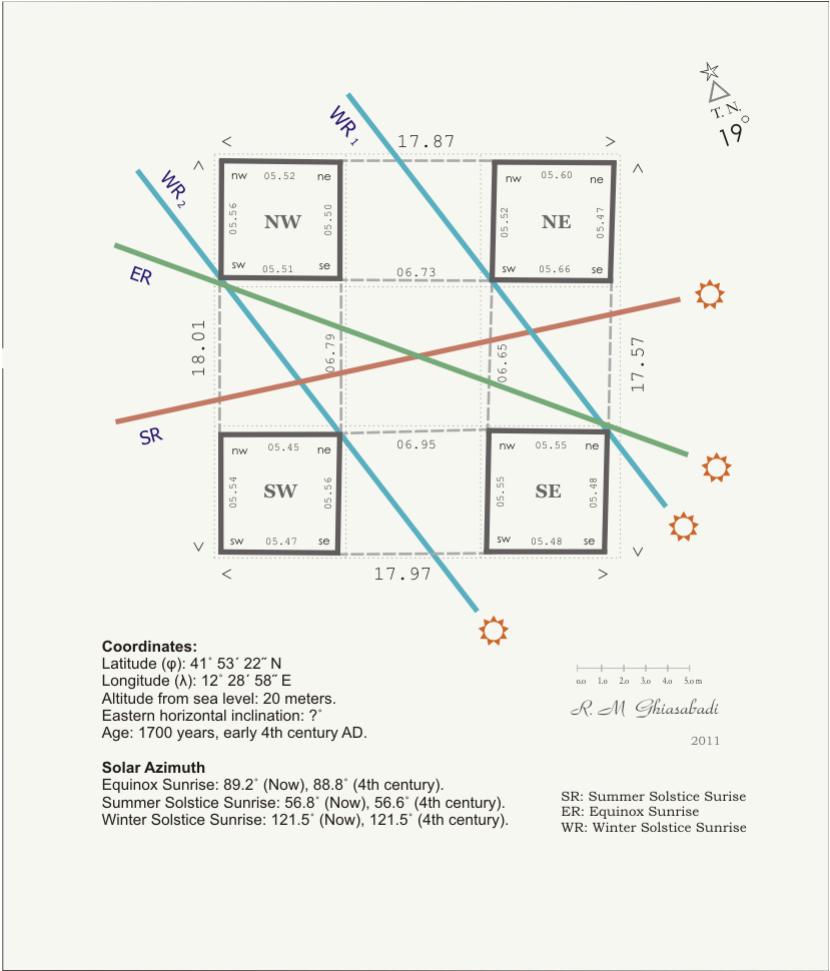 T. N.
19°
WR1
< 17.87 >
WR2
nw 05.52 ne
05.56
05.50
NW
sw 05.51 se
nw 05.60 ne
05.52
05.47
NE
sw 05.66 se
06.73
ER
18.01
06.79
06.65
17.57
SR
06.95
nw 05.45 ne
05.54
05.56
SW
sw 05.47 se
nw 05.55 ne
05.55
05.48
SE
sw 05.48 se
< 17.97 >
Coordinates:
Latitude (φ): 41° 53´ 22˝ N
Longitude (λ): 12° 28´ 58˝ E
Altitude from sea level: 20 meters.
Eastern horizontal inclination: ?°
Age: 1700 years, early 4th century AD.
Solar Azimuth
Equinox Sunrise: 89.2° (Now), 88.8° (4th century).
Summer Solstice Sunrise: 56.8° (Now), 56.6° (4th century).
Winter Solstice Sunrise: 121.5° (Now), 121.5° (4th century).
0.0 1.0 2.0 3.0 4.0 5.0 m
R. M Ghiasabadi
2011
SR: Summer Solstice Surise
ER: Equinox Sunrise
WR: Winter Solstice Sunrise